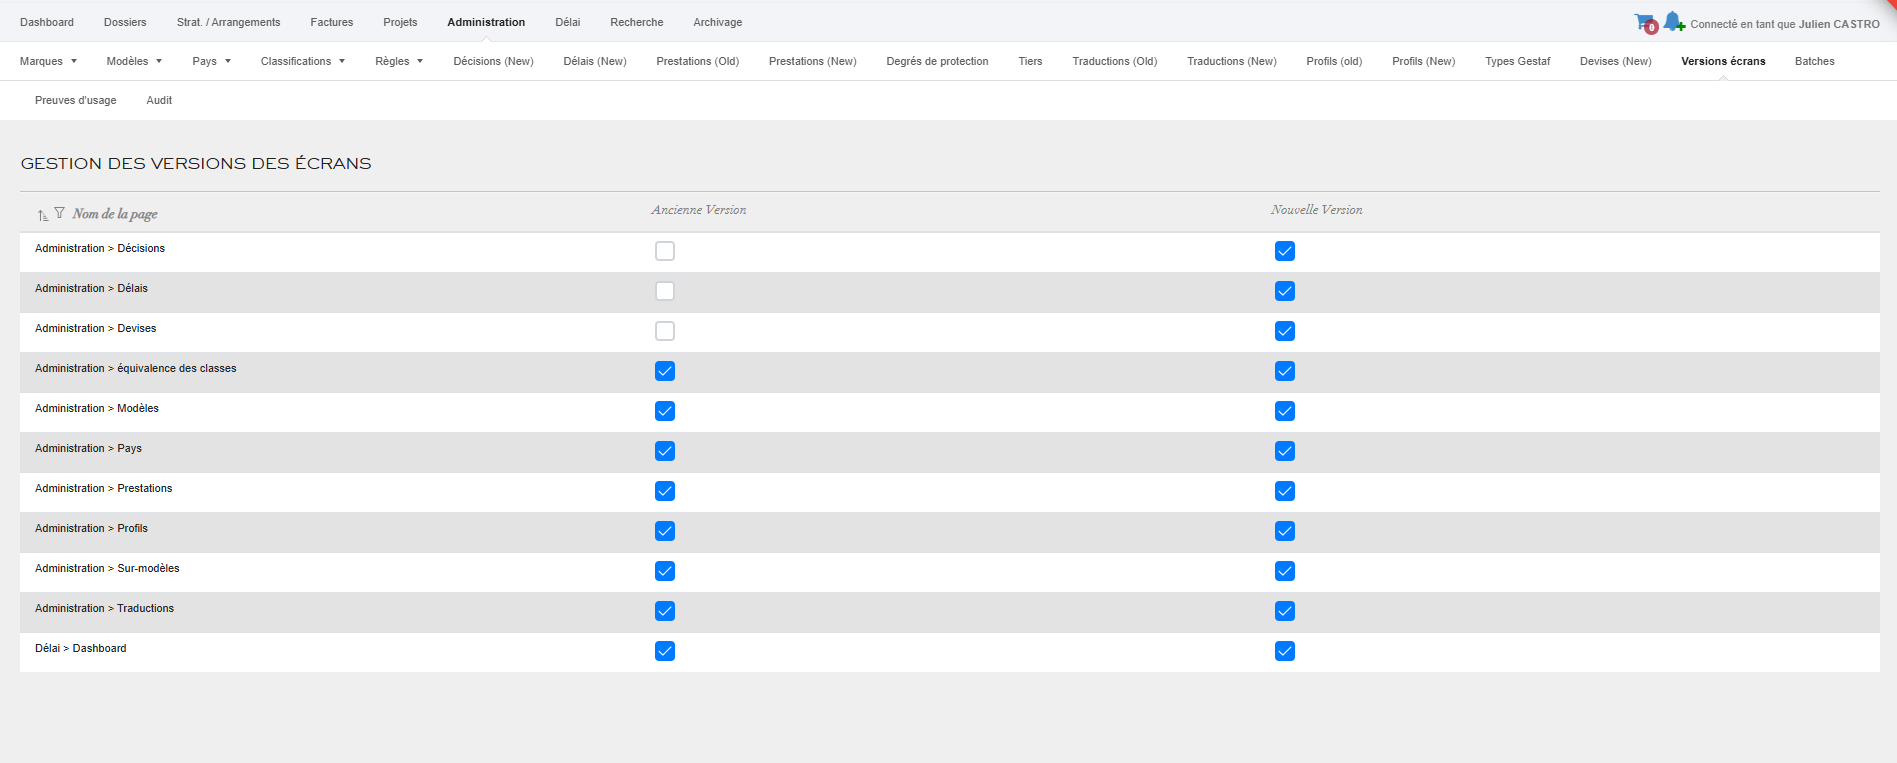 Dashboard Dossiers Strat. / Arrangements Factures Projets Administration Délai Recherche Archivage 0 Connecté en tant que Julien CASTRO
Marques Modèles Pays Classifications Règles Décisions (New) Délais (New) Prestations (Old) Prestations (New) Degrés de protection Tiers Traductions (Old) Traductions (New) Profils (old) Profils (New) Types Gestaf Devises (New) Versions écrans Batches
Preuves d'usage Audit
GESTION DES VERSIONS DES ÉCRANS
Nom de la page Ancienne Version Nouvelle Version
Administration > Décisions
Administration > Délais
Administration > Devises
Administration > équivalence des classes
Administration > Modèles
Administration > Pays
Administration > Prestations
Administration > Profils
Administration > Sur-modèles
Administration > Traductions
Délai > Dashboard